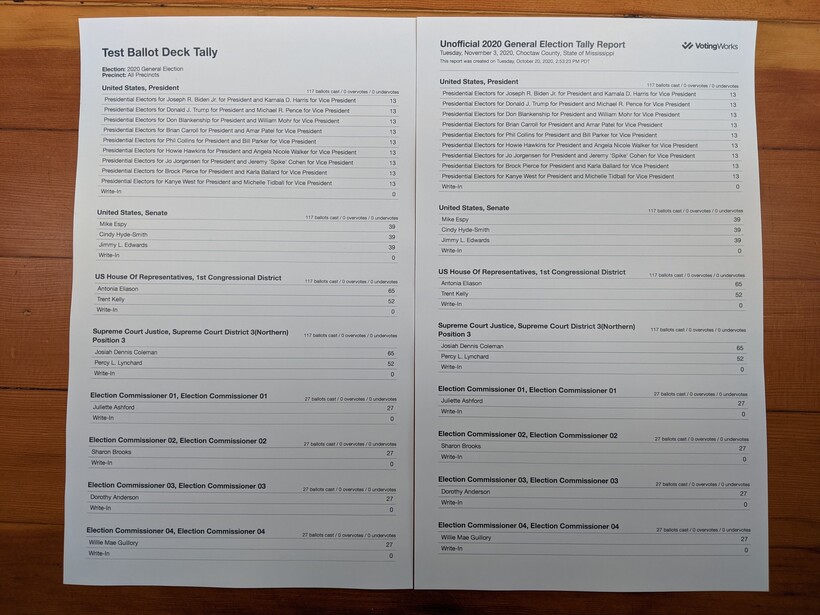 Test Ballot Deck Tally
Election: 2020 General Election
Precinct: All Precincts
United States, President
117 ballots cast / 0 overvotes / 0 undervotes
Presidential Electors for Joseph R. Biden Jr. for President and Kamala D. Harris for Vice President 13
Presidential Electors for Donald J. Trump for President and Michael R. Pence for Vice President 13
Presidential Electors for Don Blankenship for President and William Mohr for Vice President 13
Presidential Electors for Brian Carroll for President and Amar Patel for Vice President 13
Presidential Electors for Phil Collins for President and Bill Parker for Vice President 13
Presidential Electors for Howie Hawkins for President and Angela Nicole Walker for Vice President 13
Presidential Electors for Jo Jorgensen for President and Jeremy 'Spike' Cohen for Vice President 13
Presidential Electors for Brock Pierce for President and Karla Ballard for Vice President 13
Presidential Electors for Kanye West for President and Michelle Tidball for Vice President 13
Write-In 0
United States, Senate
117 ballots cast / 0 overvotes / 0 undervotes
Mike Espy 39
Cindy Hyde-Smith 39
Jimmy L. Edwards 39
Write-In 0
US House Of Representatives, 1st Congressional District
117 ballots cast / 0 overvotes / 0 undervotes
Antonia Eliason 65
Trent Kelly 52
Write-In 0
Supreme Court Justice, Supreme Court District 3(Northern)
Position 3
117 ballots cast / 0 overvotes / 0 undervotes
Josiah Dennis Coleman 65
Percy L. Lynchard 52
Write-In 0
Election Commissioner 01, Election Commissioner 01
27 ballots cast / 0 overvotes / 0 undervotes
Juliette Ashford 27
Write-In 0
Election Commissioner 02, Election Commissioner 02
27 ballots cast / 0 overvotes / 0 undervotes
Sharon Brooks 27
Write-In 0
Election Commissioner 03, Election Commissioner 03
27 ballots cast / 0 overvotes / 0 undervotes
Dorothy Anderson 27
Write-In 0
Election Commissioner 04, Election Commissioner 04
27 ballots cast / 0 overvotes / 0 undervotes
Willie Mae Guillory 27
Write-In 0
Unofficial 2020 General Election Tally Report
VotingWorks
Tuesday, November 3, 2020, Choctaw County, State of Mississippi
This report was created on Tuesday, October 20, 2020, 2:53:23 PM PDT
United States, President
117 ballots cast / 0 overvotes / 0 undervotes
Presidential Electors for Joseph R. Biden Jr. for President and Kamala D. Harris for Vice President 13
Presidential Electors for Donald J. Trump for President and Michael R. Pence for Vice President 13
Presidential Electors for Don Blankenship for President and William Mohr for Vice President 13
Presidential Electors for Brian Carroll for President and Amar Patel for Vice President 13
Presidential Electors for Phil Collins for President and Bill Parker for Vice President 13
Presidential Electors for Howie Hawkins for President and Angela Nicole Walker for Vice President 13
Presidential Electors for Jo Jorgensen for President and Jeremy 'Spike' Cohen for Vice President 13
Presidential Electors for Brock Pierce for President and Karla Ballard for Vice President 13
Presidential Electors for Kanye West for President and Michelle Tidball for Vice President 13
Write-In 0
United States, Senate
117 ballots cast / 0 overvotes / 0 undervotes
Mike Espy 39
Cindy Hyde-Smith 39
Jimmy L. Edwards 39
Write-In 0
US House Of Representatives, 1st Congressional District
117 ballots cast / 0 overvotes / 0 undervotes
Antonia Eliason 65
Trent Kelly 52
Write-In 0
Supreme Court Justice, Supreme Court District 3(Northern)
Position 3
117 ballots cast / 0 overvotes / 0 undervotes
Josiah Dennis Coleman 65
Percy L. Lynchard 52
Write-In 0
Election Commissioner 01, Election Commissioner 01
27 ballots cast / 0 overvotes / 0 undervotes
Juliette Ashford 27
Write-In 0
Election Commissioner 02, Election Commissioner 02
27 ballots cast / 0 overvotes / 0 undervotes
Sharon Brooks 27
Write-In 0
Election Commissioner 03, Election Commissioner 03
27 ballots cast / 0 overvotes / 0 undervotes
Dorothy Anderson 27
Write-In 0
Election Commissioner 04, Election Commissioner 04
27 ballots cast / 0 overvotes / 0 undervotes
Willie Mae Guillory 27
Write-In 0